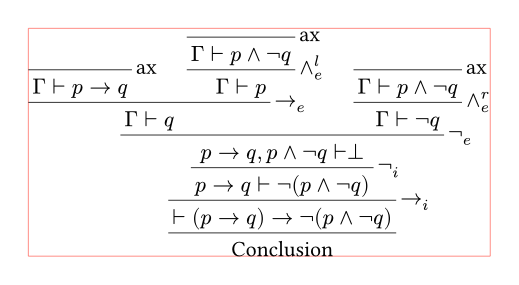 ax
Γ ⊢ p ∧ ¬q
ax ∧ₑˡ ax
Γ ⊢ p → q Γ ⊢ p Γ ⊢ p ∧ ¬q
→ₑ ∧ₑʳ
Γ ⊢ q Γ ⊢ ¬q
¬ₑ
p → q, p ∧ ¬q ⊢⊥
¬ᵢ
p → q ⊢ ¬(p ∧ ¬q)
→ᵢ
⊢ (p → q) → ¬(p ∧ ¬q)
Conclusion